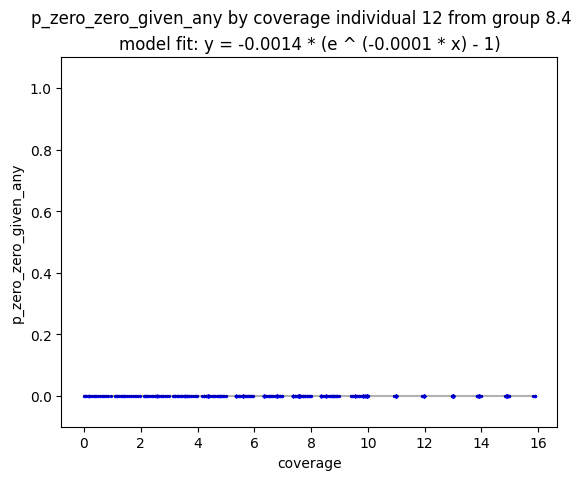 p_zero_zero_given_any by coverage individual 12 from group 8.4
model fit: y = -0.0014 * (e ^ (-0.0001 * x) - 1)
1.0
0.8
0.6
0.4
0.2
0.0
p_zero_zero_given_any
0 2 4 6 8 10 12 14 16
coverage